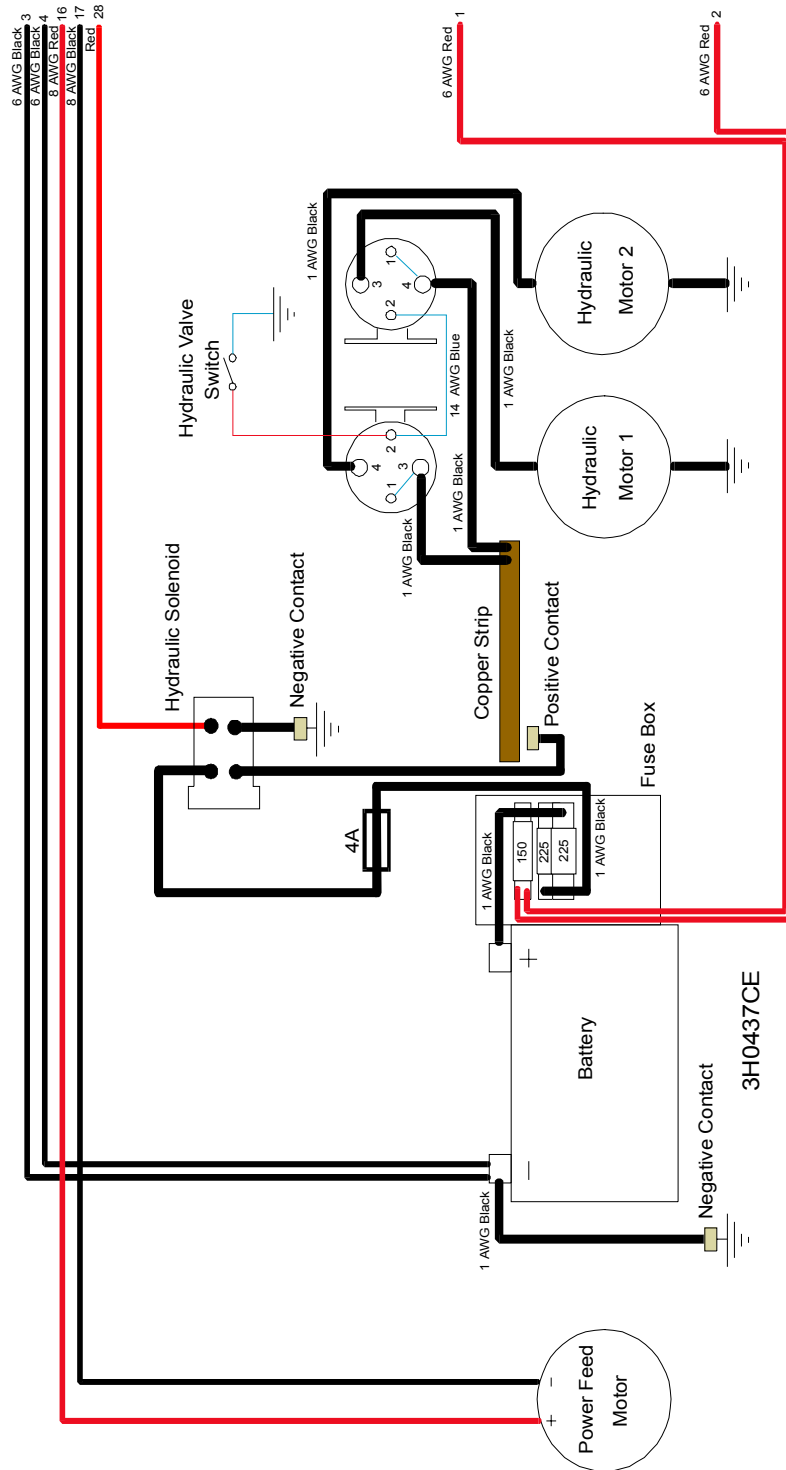 6 AWG Black 3
6 AWG Black 4
8 AWG Red 16
8 AWG Black 17
Red 28
6 AWG Red 1
6 AWG Red 2
Hydraulic Valve
Switch
1 AWG Black
3
1
4
2
14 AWG Blue
1 AWG Black
2
4
3
1
1 AWG Black
1 AWG Black
Hydraulic
Motor 2
Hydraulic
Motor 1
Hydraulic Solenoid
Negative Contact
Copper Strip
Positive Contact
4A
Fuse Box
1 AWG Black
150
225
225
1 AWG Black
+
Battery
−
3H0437CE
1 AWG Black
Negative Contact
−
+
Power Feed
Motor